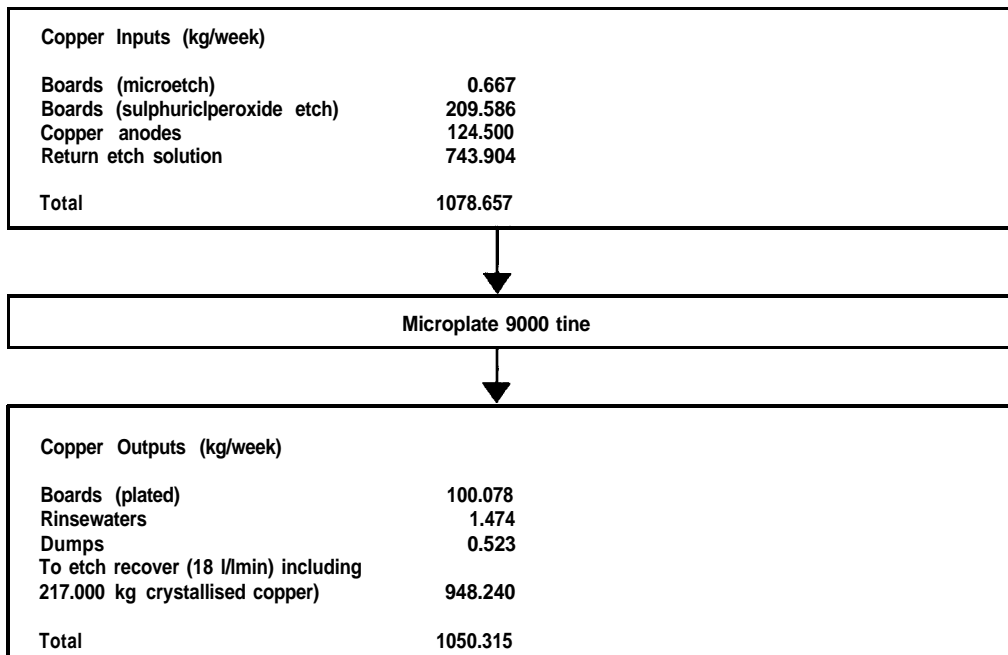 Copper Inputs (kg/week)
Boards (microetch) 0.667
Boards (sulphuriclperoxide etch) 209.586
Copper anodes 124.500
Return etch solution 743.904
Total 1078.657
Microplate 9000 tine
Copper Outputs (kg/week)
Boards (plated) 100.078
Rinsewaters 1.474
Dumps 0.523
To etch recover (18 l/lmin) including
217.000 kg crystallised copper) 948.240
Total 1050.315